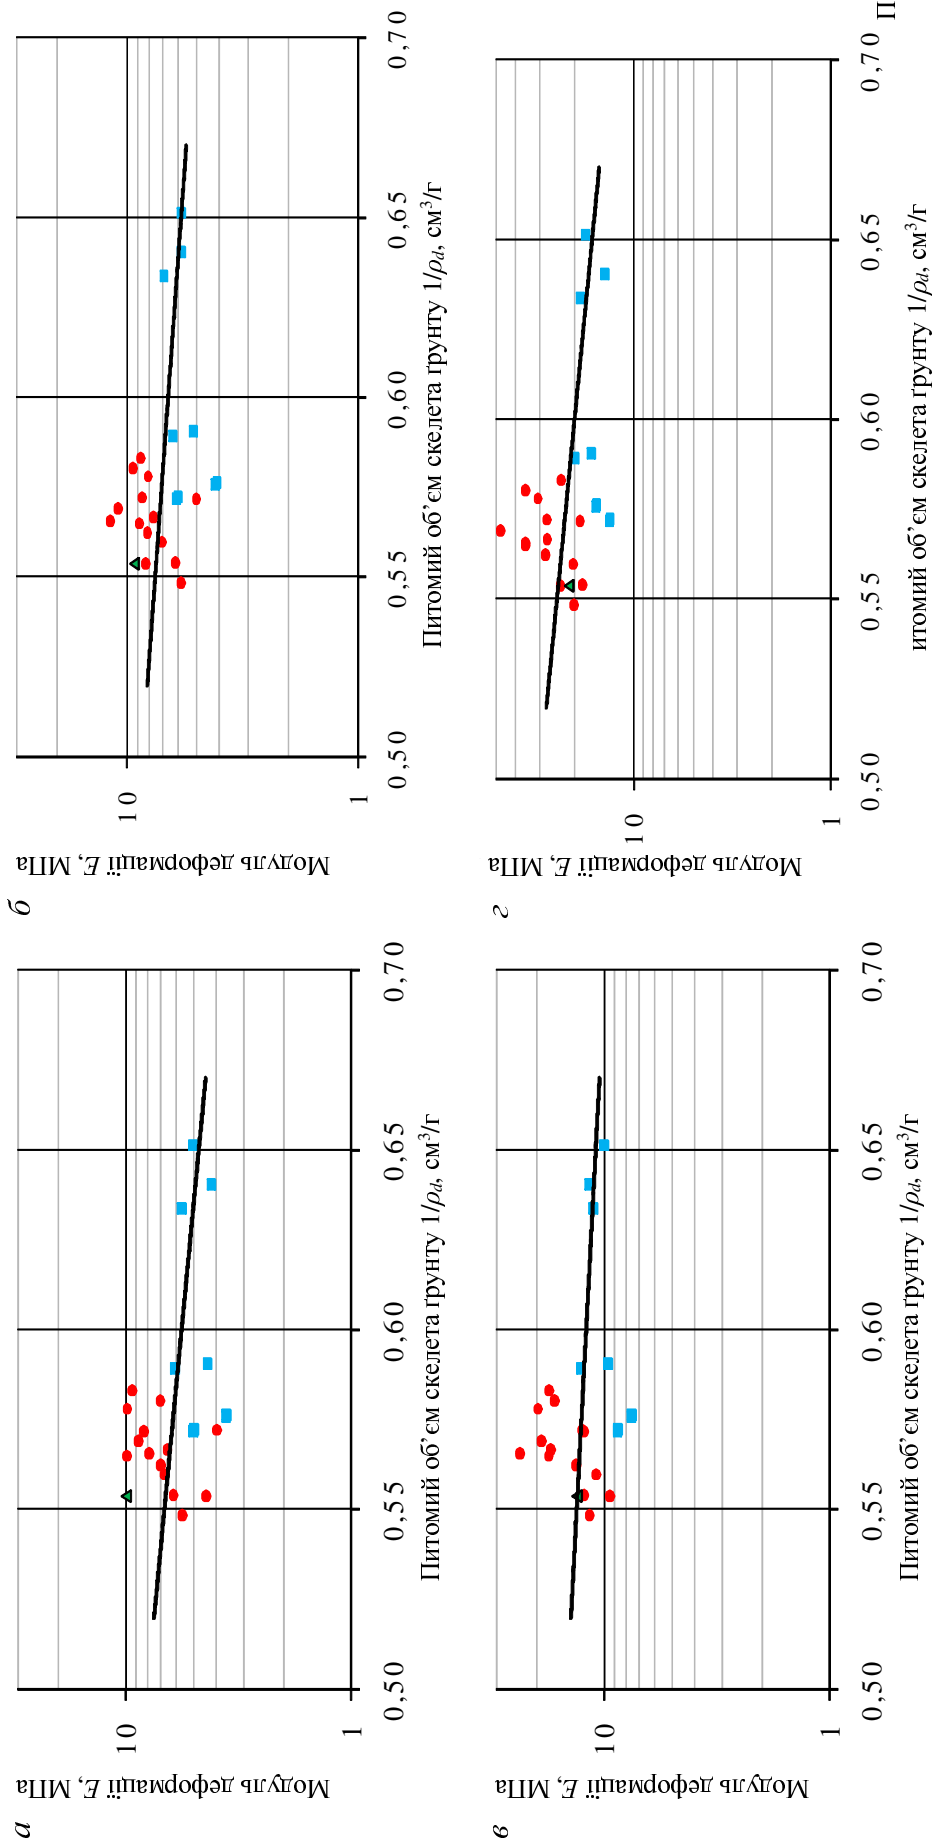 а
Модуль деформації E, МПа
10
1
0,50
0,55
0,60
0,65
0,70
Питомий об’єм скелета ґрунту 1/ρd, см³/г
б
Модуль деформації E, МПа
10
1
0,50
0,55
0,60
0,65
0,70
Питомий об’єм скелета ґрунту 1/ρd, см³/г
в
Модуль деформації E, МПа
10
1
0,50
0,55
0,60
0,65
0,70
Питомий об’єм скелета ґрунту 1/ρd, см³/г
г
Модуль деформації E, МПа
10
1
0,50
0,55
0,60
0,65
0,70
П
итомий об’єм скелета ґрунту 1/ρd, см³/г